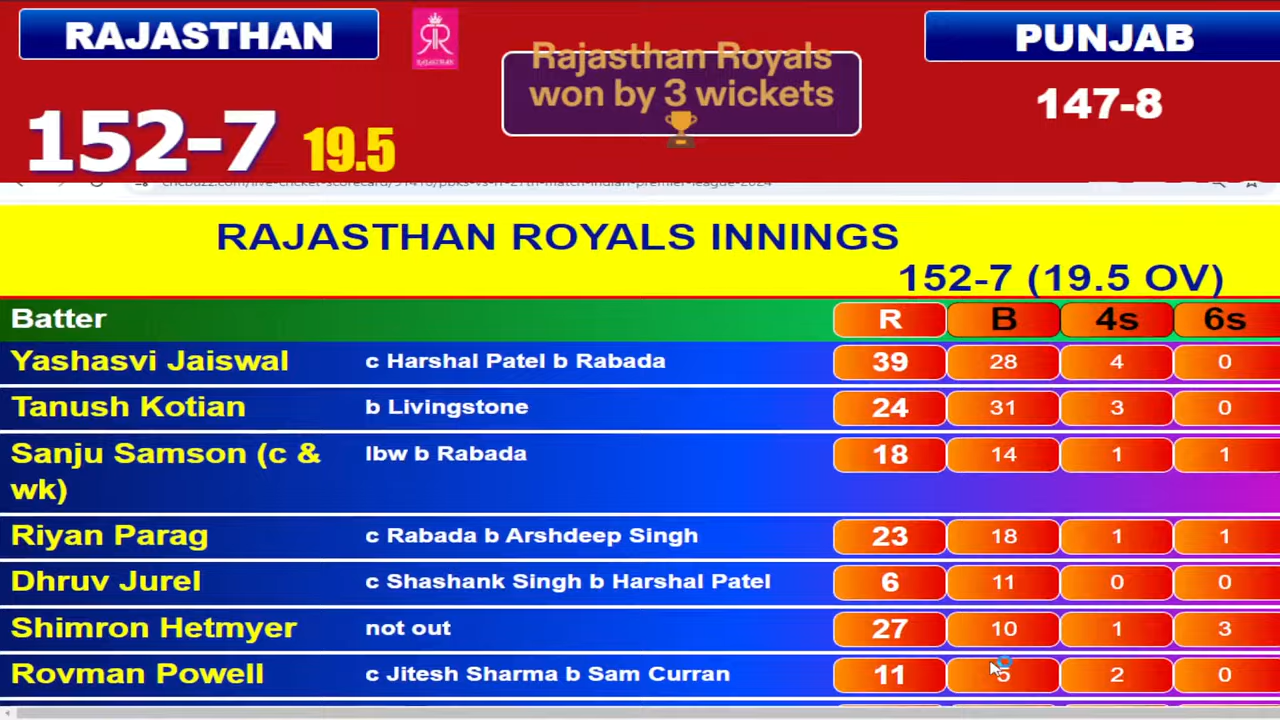 RAJASTHAN
PUNJAB
Rajasthan Royals
won by 3 wickets
147-8
152-7 19.5
RAJASTHAN ROYALS INNINGS
152-7 (19.5 OV)
Batter R B 4s 6s
Yashasvi Jaiswal c Harshal Patel b Rabada 39 28 4 0
Tanush Kotian b Livingstone 24 31 3 0
Sanju Samson (c & lbw b Rabada 18 14 1 1
wk)
Riyan Parag c Rabada b Arshdeep Singh 23 18 1 1
Dhruv Jurel c Shashank Singh b Harshal Patel 6 11 0 0
Shimron Hetmyer not out 27 10 1 3
Rovman Powell c Jitesh Sharma b Sam Curran 11 5 2 0